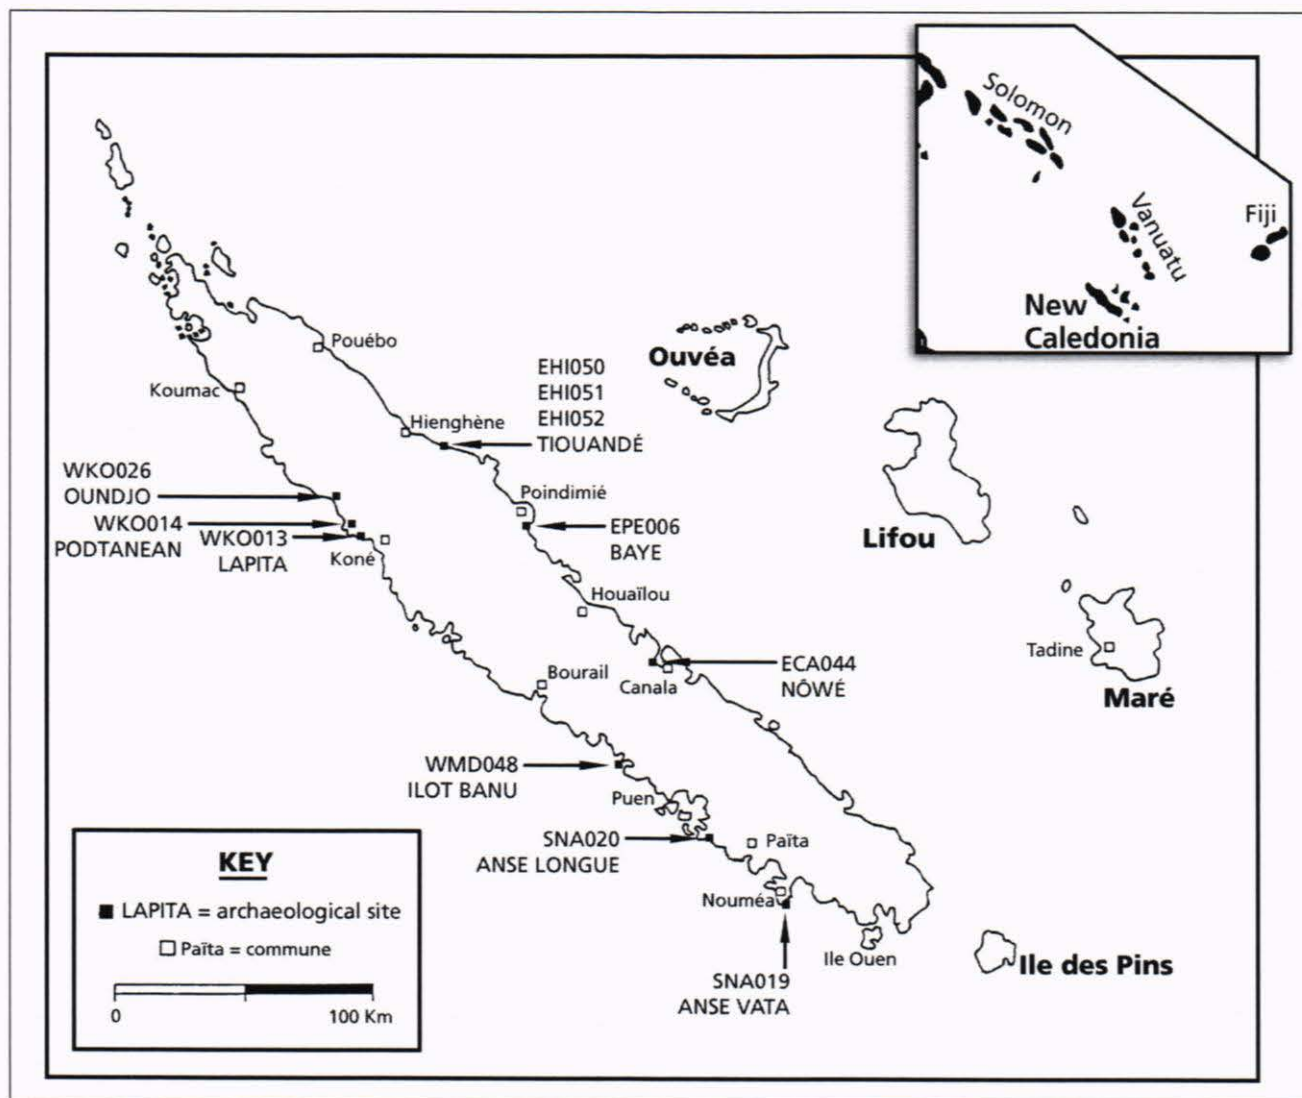 Solomon
Vanuatu
Fiji
New
Caledonia
Pouébo
Ouvéa
Koumac
EHI050
EHI051
EHI052
TIOUANDÉ
Hienghène
WKO026
OUNDJO
WKO014
PODTANEAN
WKO013
LAPITA
Koné
Poindimié
EPE006
BAYE
Lifou
Houaïlou
Tadine
Maré
ECA044
NÔWÉ
Canala
Bourail
WMD048
ILOT BANU
Puen
SNA020
ANSE LONGUE
Païta
Nouméa
Ile Ouen
Ile des Pins
SNA019
ANSE VATA
KEY
LAPITA = archaeological site
Païta = commune
0 100 Km